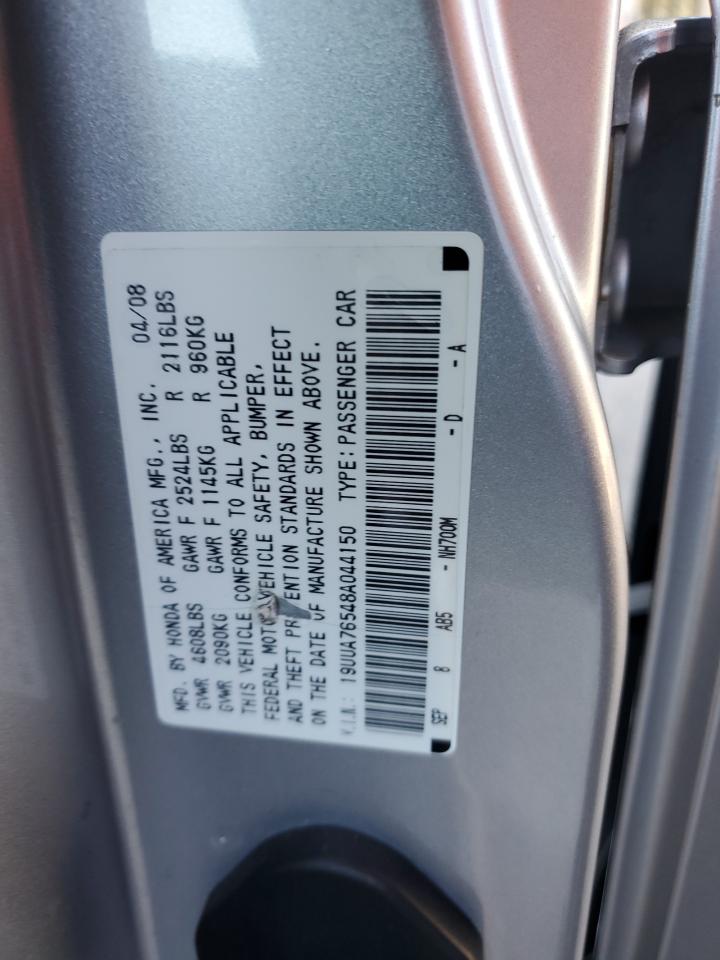 MFD. BY HONDA OF AMERICA MFG., INC. 04/08
GVWR 4608LBS GAWR F 2524LBS R 2116LBS
GVWR 2090KG GAWR F 1145KG R 960KG
THIS VEHICLE CONFORMS TO ALL APPLICABLE
FEDERAL MOTOR VEHICLE SAFETY, BUMPER,
AND THEFT PREVENTION STANDARDS IN EFFECT
ON THE DATE OF MANUFACTURE SHOWN ABOVE.
V.I.N.: 19UUA76548A044150 TYPE: PASSENGER CAR
SEP 8 AB5 - NH700M - D - A